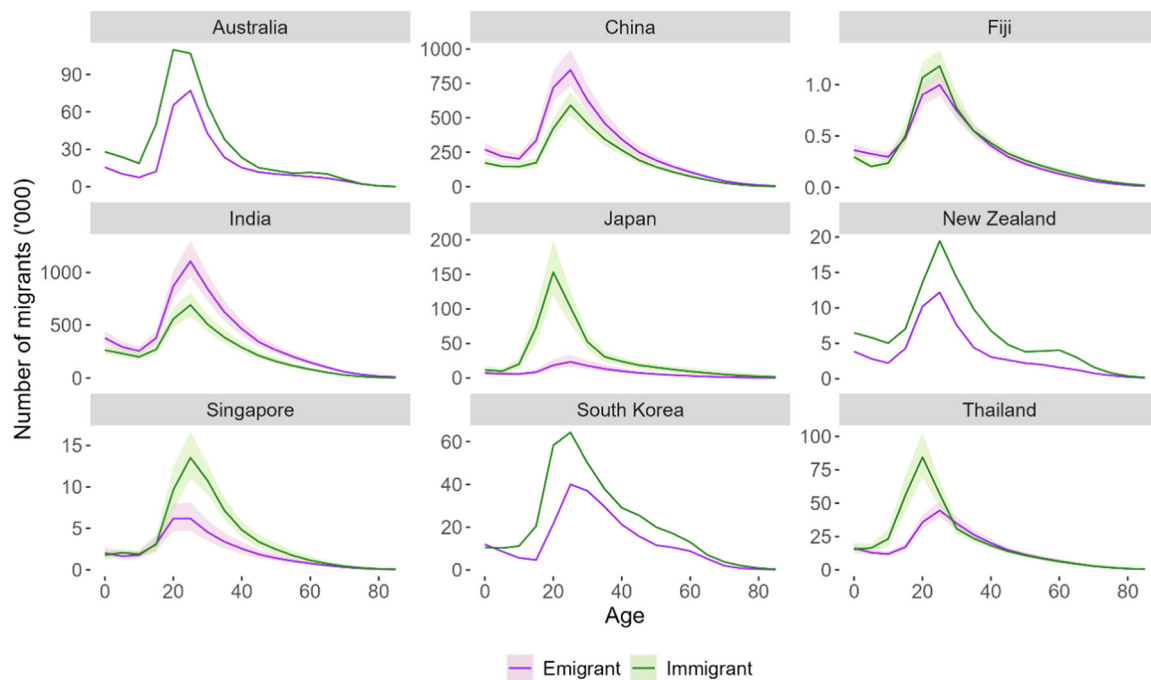 Australia China Fiji
1000
90 750 1.0
60 500
0.5
30 250
0 0 0.0
India Japan New Zealand
200 20
1000 150 15
100 10
500
50 5
0 0 0
Singapore South Korea Thailand
15 60 100
75
10 40
50
5 20
25
0 0 0
0 20 40 60 80 0 20 40 60 80 0 20 40 60 80
Age
Number of migrants ('000)
Emigrant Immigrant